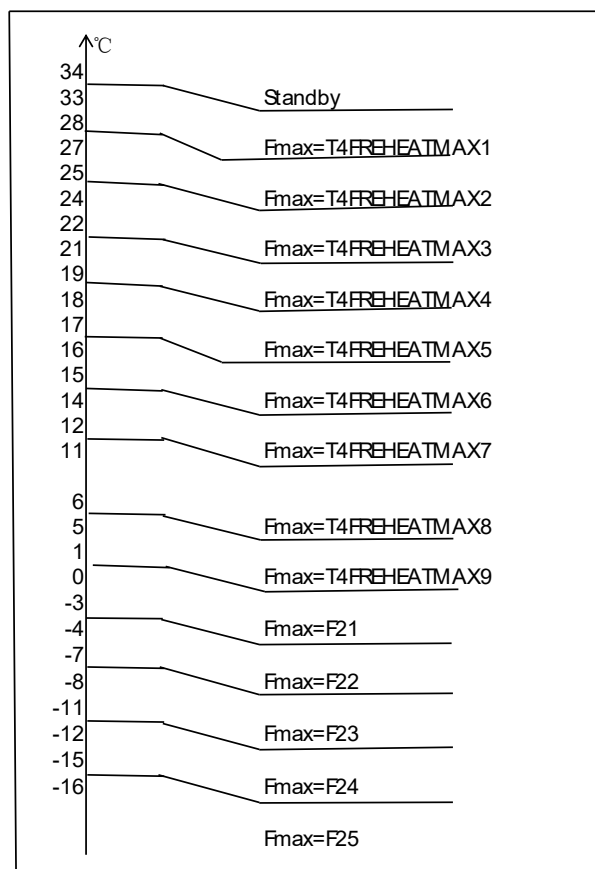 ℃
34
33 Standby
28
27 Fmax=T4FREHEATMAX1
25
24 Fmax=T4FREHEATMAX2
22
21 Fmax=T4FREHEATMAX3
19
18 Fmax=T4FREHEATMAX4
17
16 Fmax=T4FREHEATMAX5
15
14 Fmax=T4FREHEATMAX6
12
11 Fmax=T4FREHEATMAX7
6
5 Fmax=T4FREHEATMAX8
1
0 Fmax=T4FREHEATMAX9
-3
-4 Fmax=F21
-7
-8 Fmax=F22
-11
-12 Fmax=F23
-15
-16 Fmax=F24
Fmax=F25